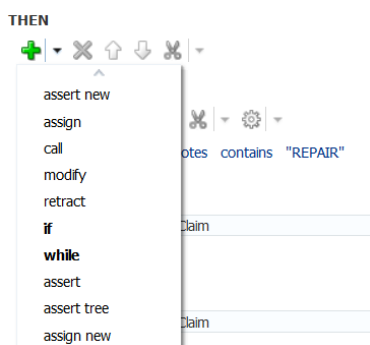 THEN
assert new
assign
call
otes contains "REPAIR"
modify
retract
if
Claim
while
assert
assert tree
Claim
assign new